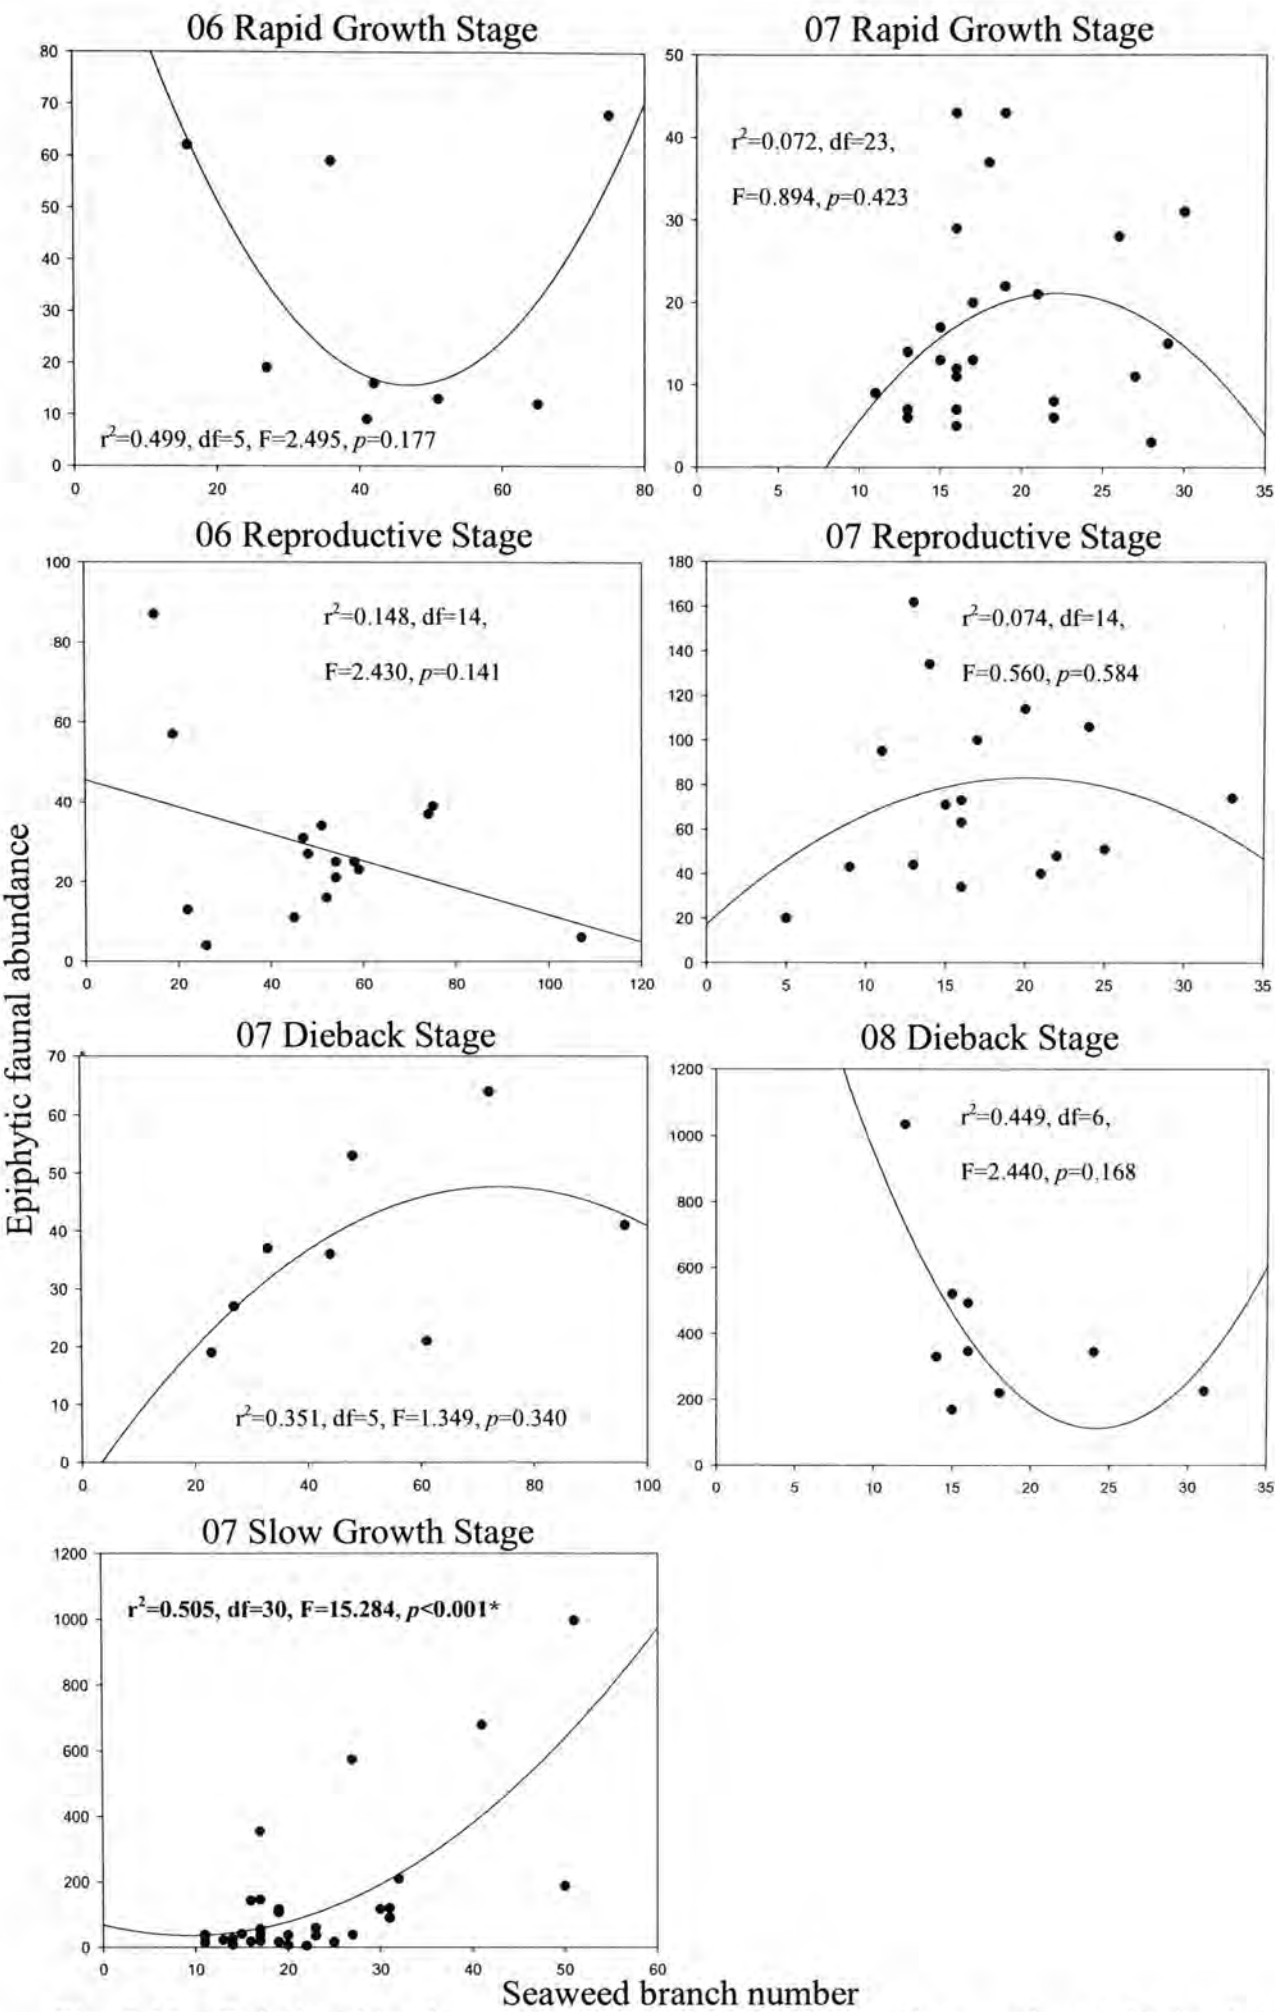 06 Rapid Growth Stage
80
70
60
50
40
30
20
10
0
r²=0.499, df=5, F=2.495, p=0.177
0 20 40 60 80
07 Rapid Growth Stage
50
40
30
20
10
0
r²=0.072, df=23,
F=0.894, p=0.423
0 5 10 15 20 25 30 35
06 Reproductive Stage
100
80
60
40
20
0
r²=0.148, df=14,
F=2.430, p=0.141
0 20 40 60 80 100 120
07 Reproductive Stage
180
160
140
120
100
80
60
40
20
0
r²=0.074, df=14,
F=0.560, p=0.584
0 5 10 15 20 25 30 35
Epiphytic faunal abundance
07 Dieback Stage
70
60
50
40
30
20
10
0
r²=0.351, df=5, F=1.349, p=0.340
0 20 40 60 80 100
08 Dieback Stage
1200
1000
800
600
400
200
0
r²=0.449, df=6,
F=2.440, p=0.168
0 5 10 15 20 25 30 35
07 Slow Growth Stage
1200
1000
800
600
400
200
0
r²=0.505, df=30, F=15.284, p<0.001*
0 10 20 30 40 50 60
Seaweed branch number